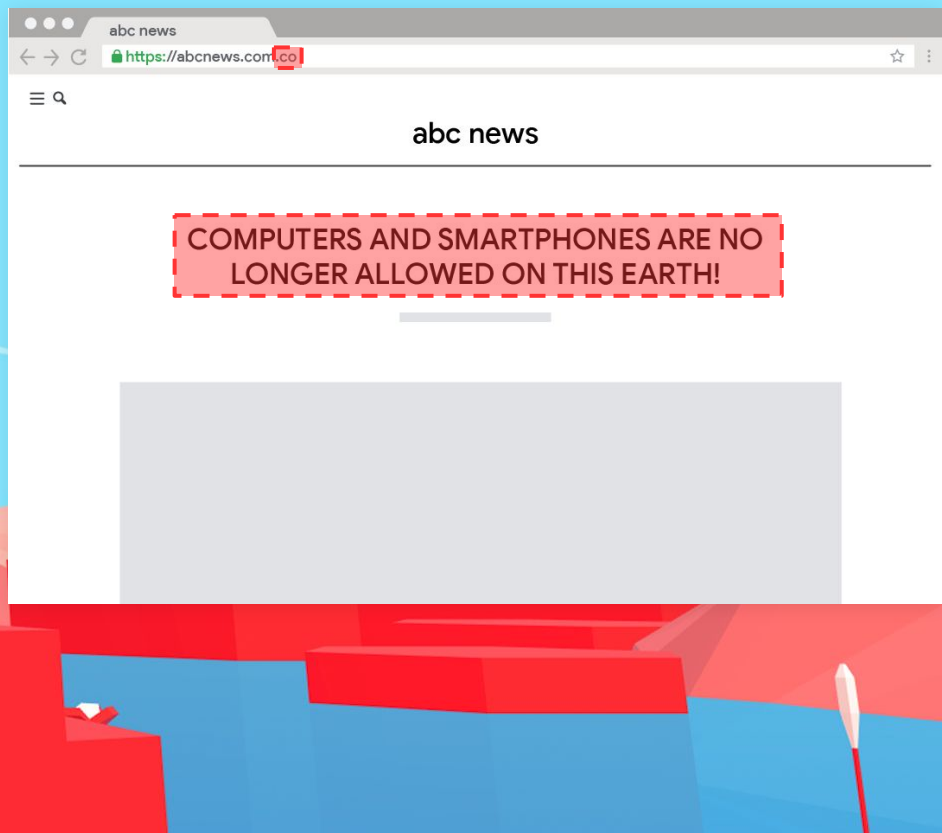 abc news
https://abcnews.com.co
abc news
COMPUTERS AND SMARTPHONES ARE NO
LONGER ALLOWED ON THIS EARTH!